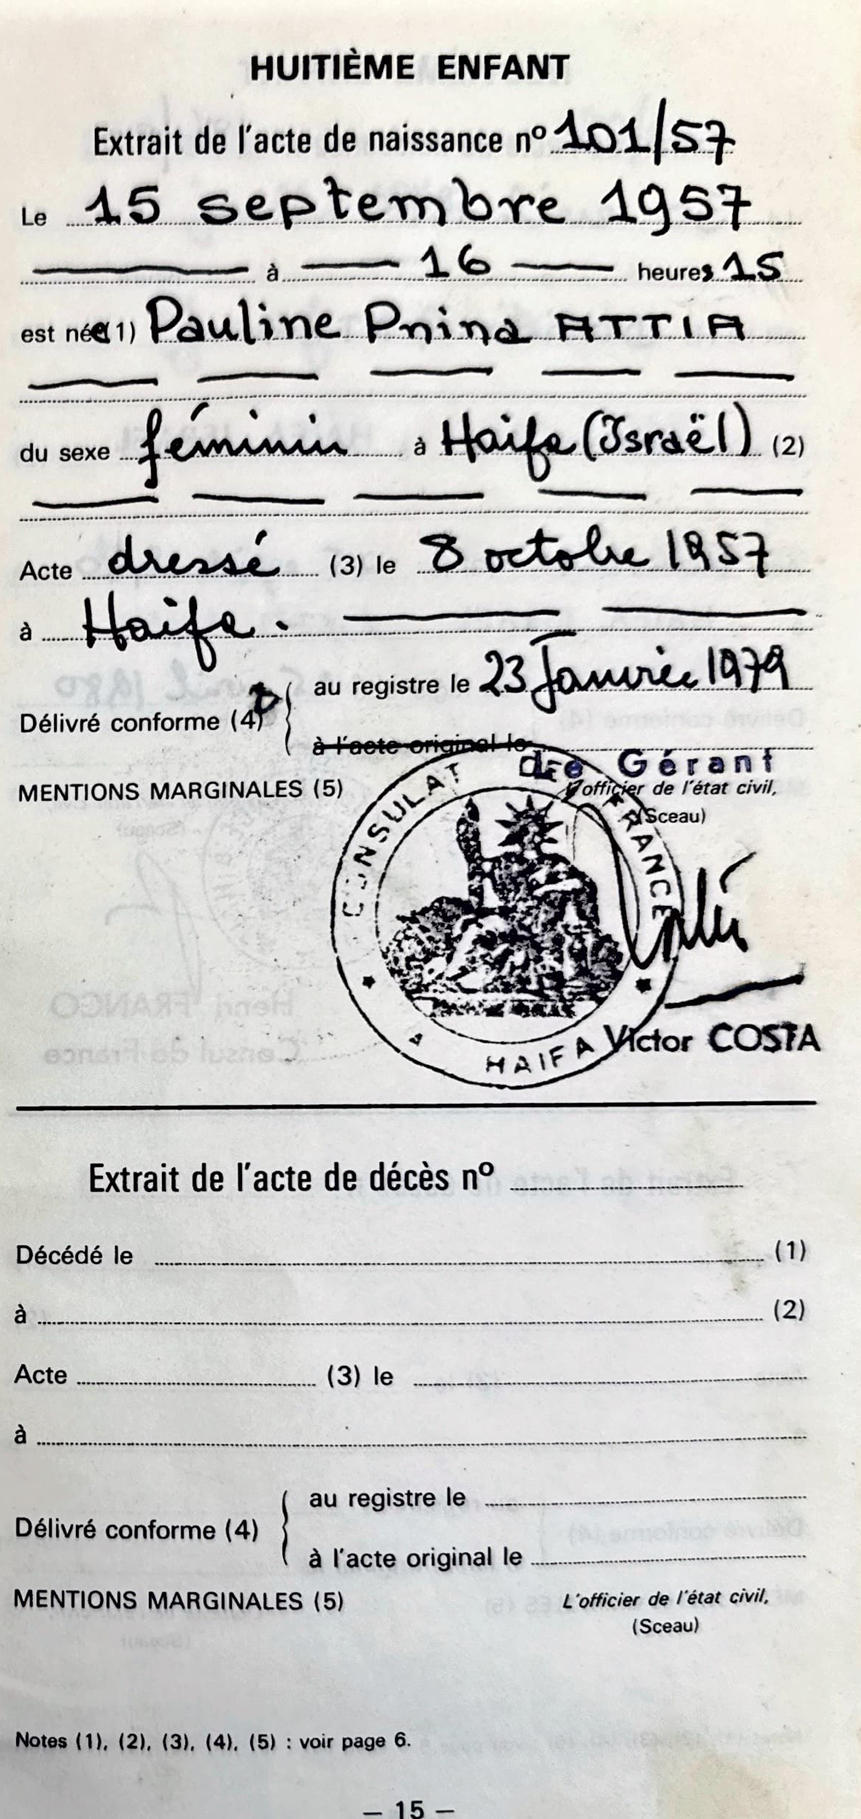 HUITIÈME ENFANT
Extrait de l'acte de naissance nº 101/57
Le 15 septembre 1957
à 16 heures 15
est née (1) Pauline Pnina ATTIA
du sexe féminin à Haifa (Israël) (2)
Acte dressé (3) le 8 octobre 1957
à Haifa.
au registre le 23 Janvier 1979
Délivré conforme (4)
à l'acte original le
Le Gérant
MENTIONS MARGINALES (5)
l'officier de l'état civil,
(Sceau)
CONSULAT FRANCE
HAIFA
Victor COSTA
Extrait de l'acte de décès nº
Décédé le (1)
à (2)
Acte (3) le
à
au registre le
Délivré conforme (4)
à l'acte original le
MENTIONS MARGINALES (5)
L'officier de l'état civil,
(Sceau)
Notes (1), (2), (3), (4), (5) : voir page 6.
— 15 —